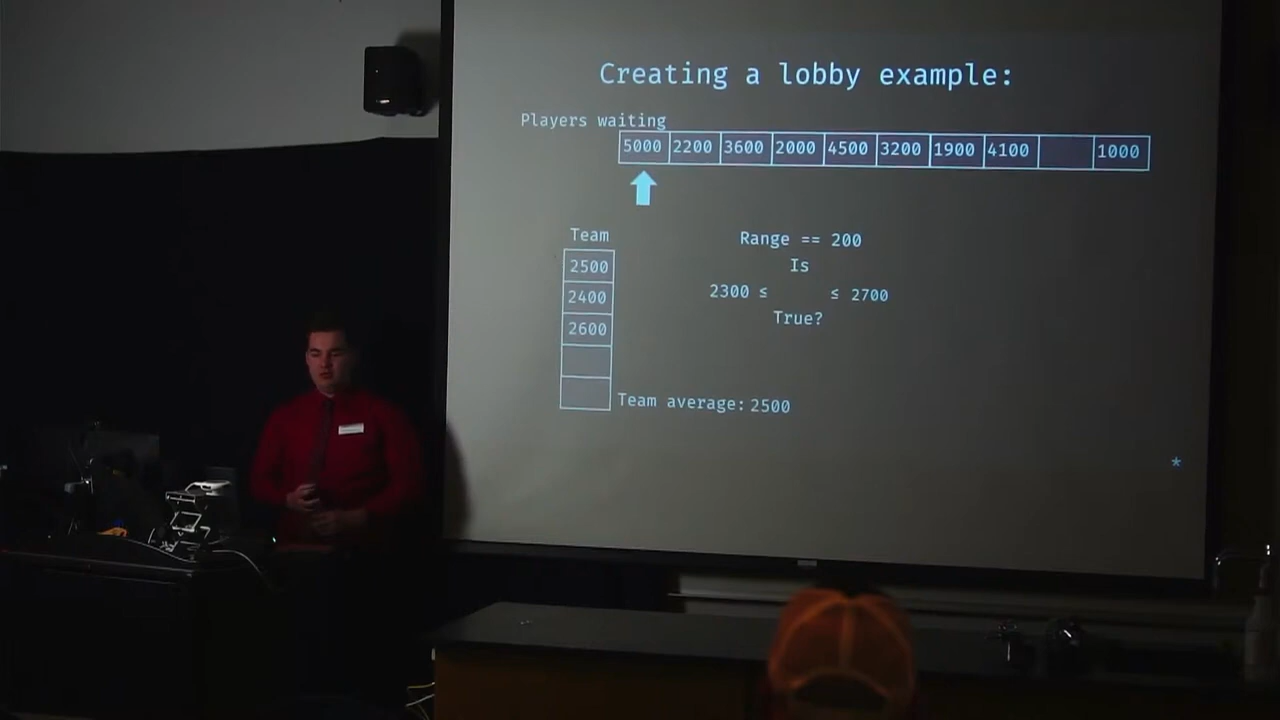 Creating a lobby example:
Players waiting
5000 2200 3600 2000 4500 3200 1900 4100 1000
Team
2500
2400
2600
Team average: 2500
Range == 200
Is
2300 ≤ ≤ 2700
True?
*